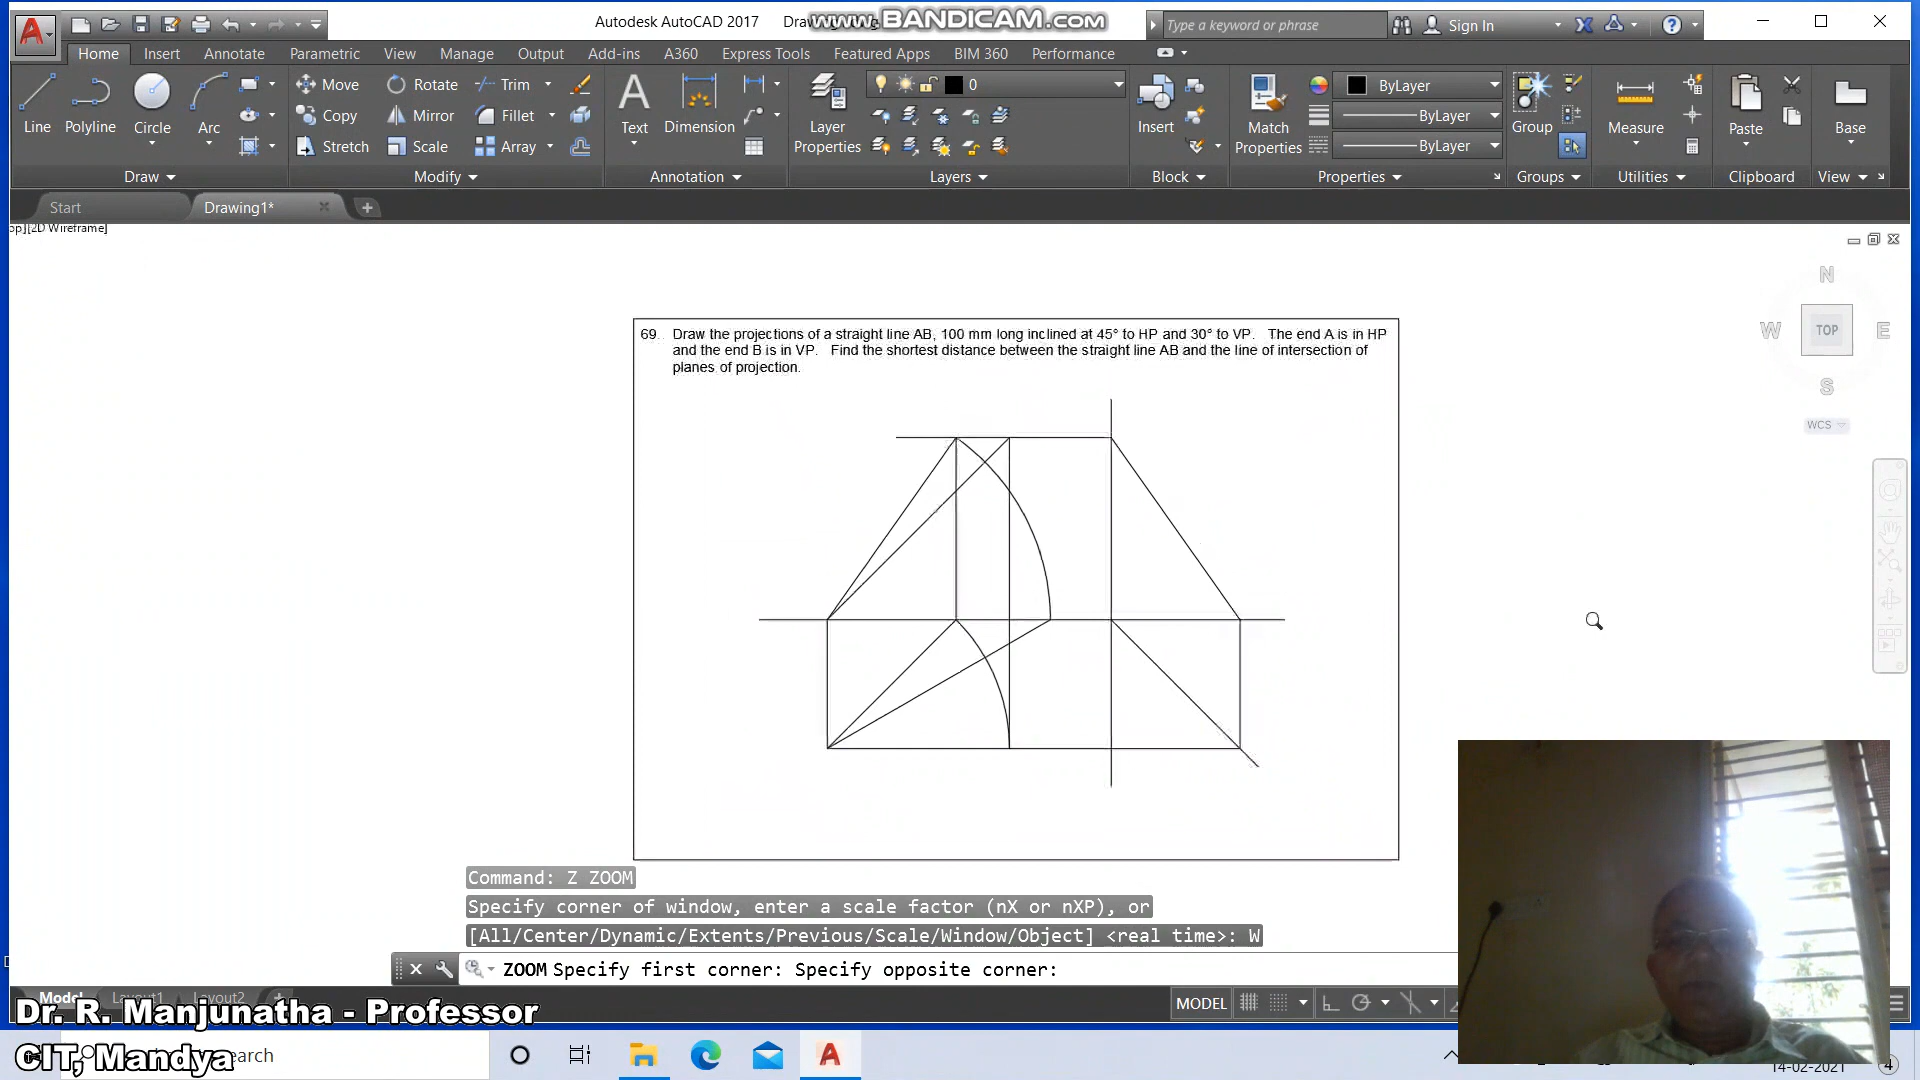 Autodesk AutoCAD 2017
www.BANDICAM.com
Type a keyword or phrase
Sign In
Home
Insert
Annotate
Parametric
View
Manage
Output
Add-ins
A360
Express Tools
Featured Apps
BIM 360
Performance
Line
Polyline
Circle
Arc
Move
Rotate
Trim
Copy
Mirror
Fillet
Stretch
Scale
Array
Text
Dimension
Layer
Properties
0
Insert
Match
Properties
ByLayer
ByLayer
ByLayer
Group
Measure
Paste
Base
Draw
Modify
Annotation
Layers
Block
Properties
Groups
Utilities
Clipboard
View
Start
Drawing1*
op][2D Wireframe]
N
W
TOP
E
S
WCS
69. Draw the projections of a straight line AB, 100 mm long inclined at 45° to HP and 30° to VP. The end A is in HP
and the end B is in VP. Find the shortest distance between the straight line AB and the line of intersection of
planes of projection.
Command: Z ZOOM
Specify corner of window, enter a scale factor (nX or nXP), or
[All/Center/Dynamic/Extents/Previous/Scale/Window/Object] <real time>: W
ZOOM Specify first corner: Specify opposite corner:
Model
Layout1
Layout2
MODEL
Dr. R. Manjunatha - Professor
CIT, Mandya
search
14-02-2021
4